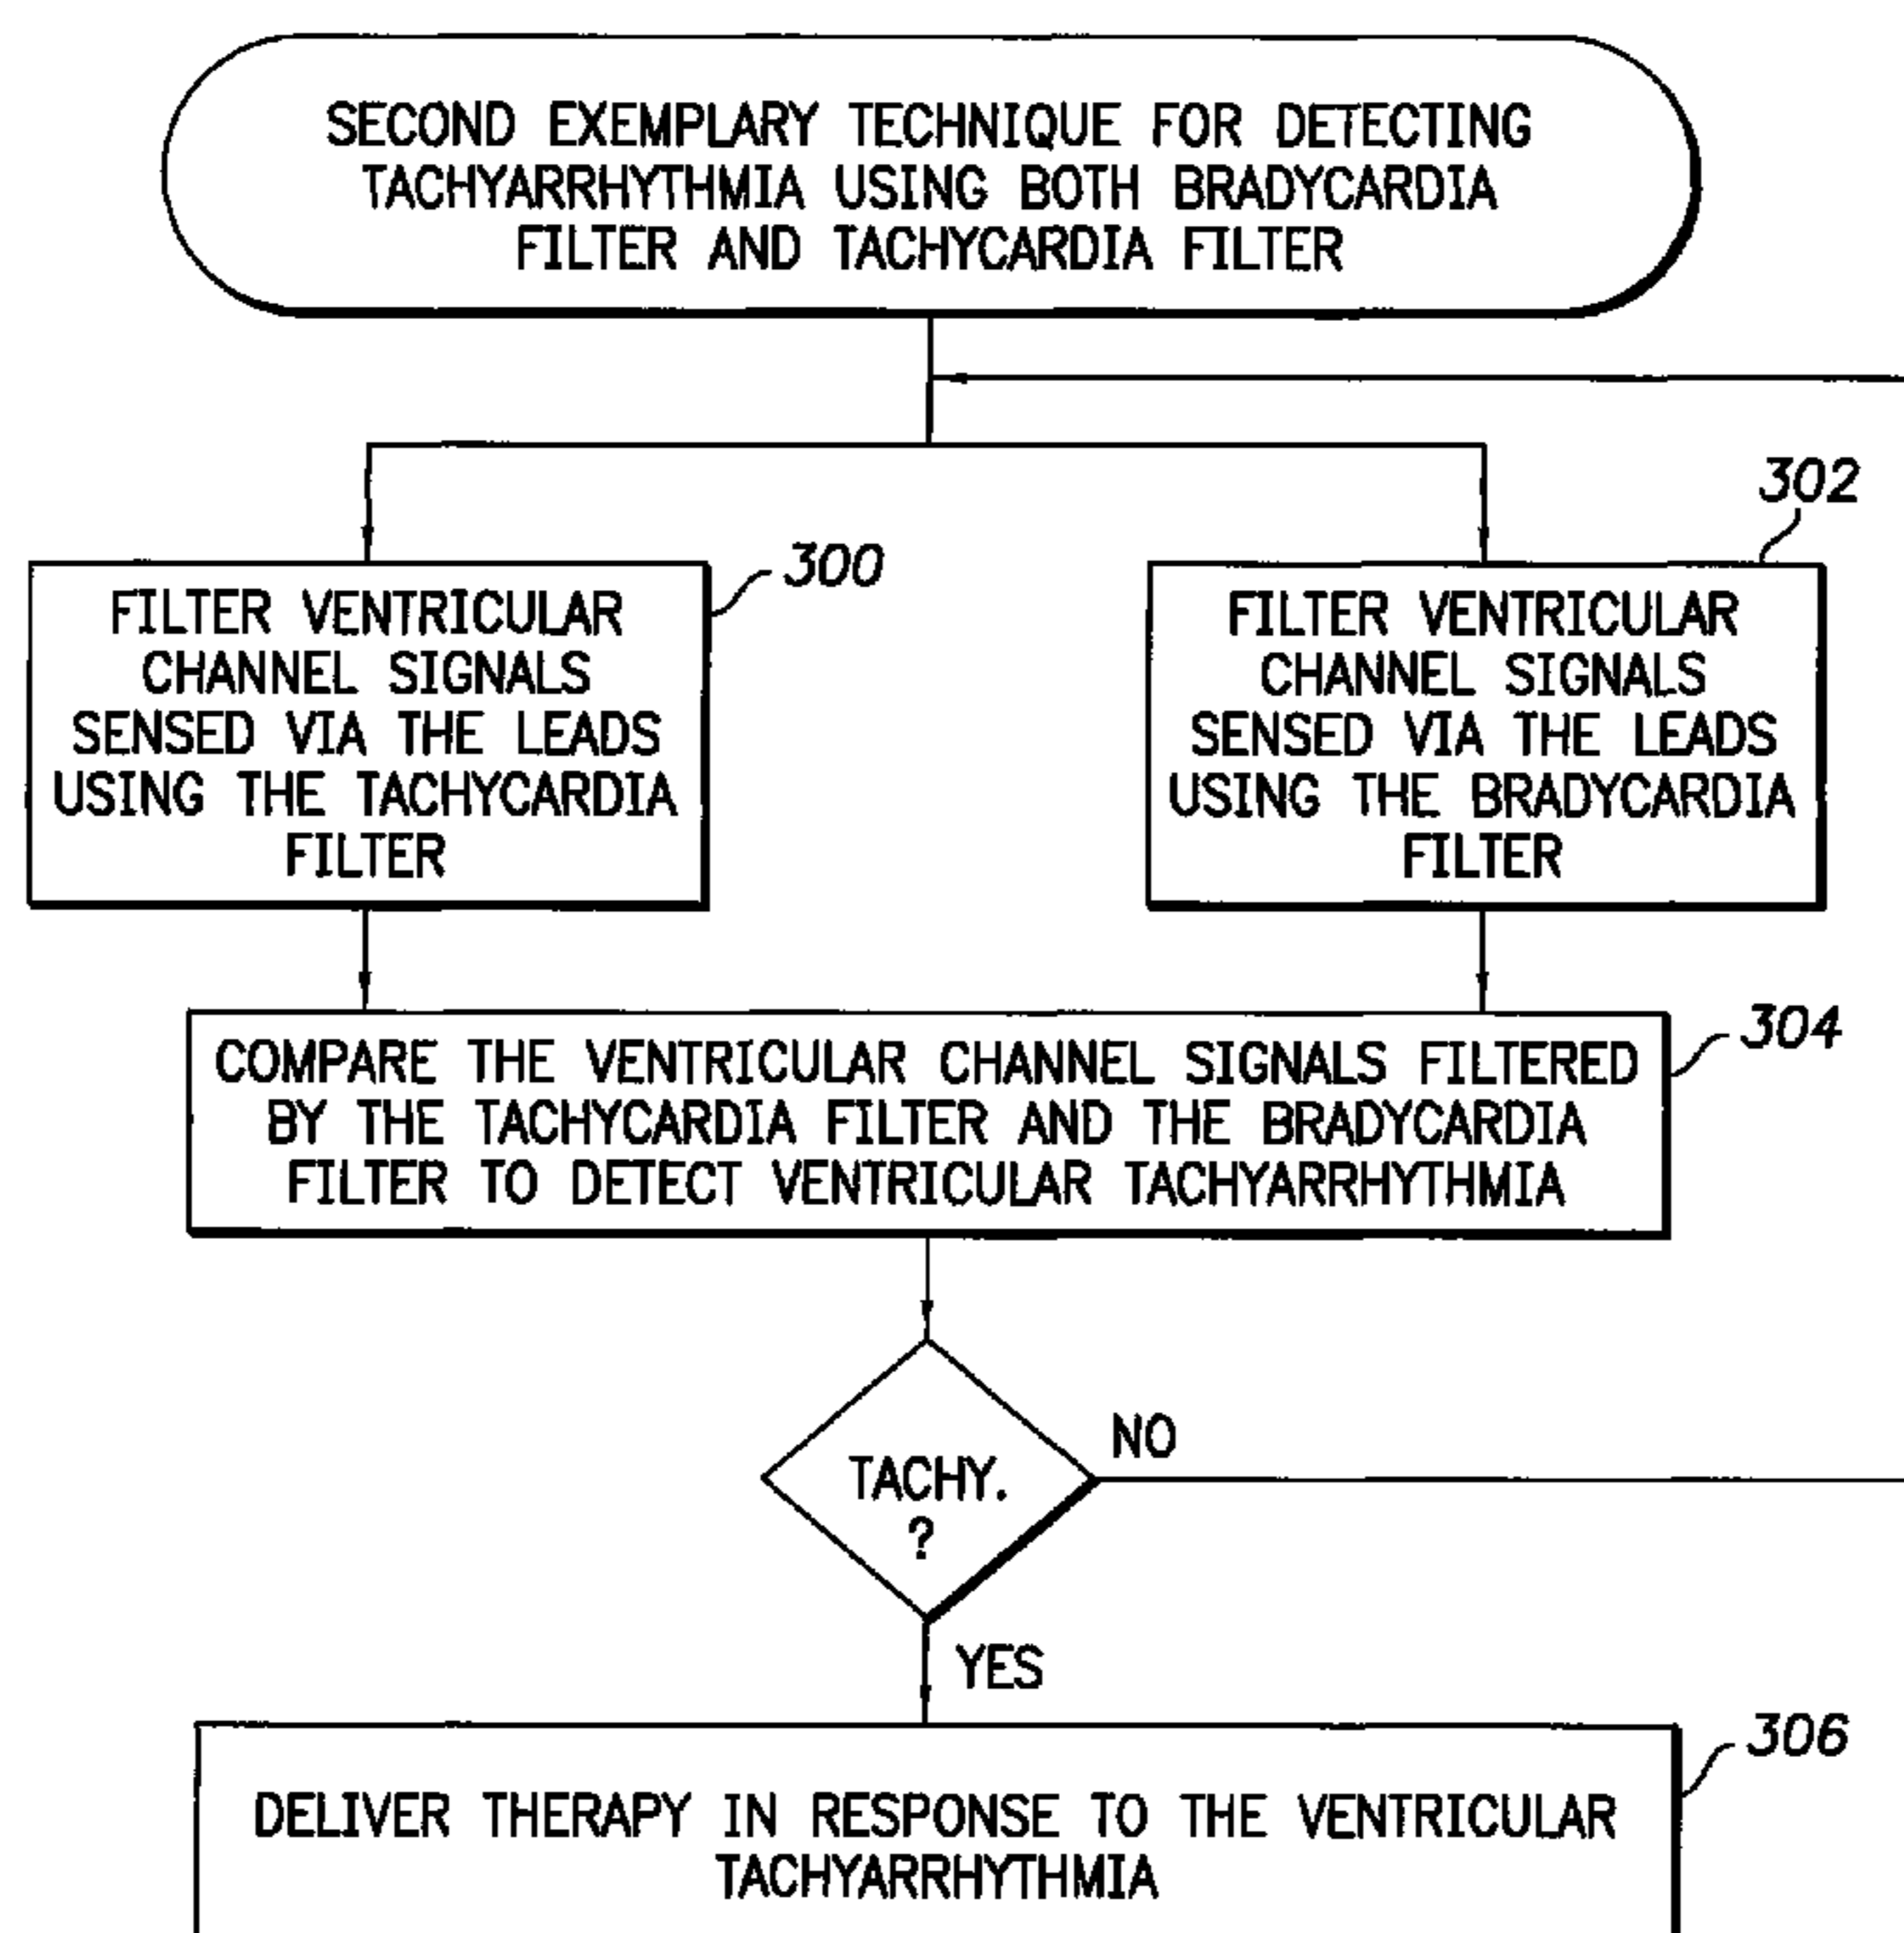 SECOND EXEMPLARY TECHNIQUE FOR DETECTING
TACHYARRHYTHMIA USING BOTH BRADYCARDIA
FILTER AND TACHYCARDIA FILTER
302
300
FILTER VENTRICULAR
CHANNEL SIGNALS
SENSED VIA THE LEADS
USING THE TACHYCARDIA
FILTER
FILTER VENTRICULAR
CHANNEL SIGNALS
SENSED VIA THE LEADS
USING THE BRADYCARDIA
FILTER
304
COMPARE THE VENTRICULAR CHANNEL SIGNALS FILTERED
BY THE TACHYCARDIA FILTER AND THE BRADYCARDIA
FILTER TO DETECT VENTRICULAR TACHYARRHYTHMIA
NO
TACHY.
?
YES
306
DELIVER THERAPY IN RESPONSE TO THE VENTRICULAR
TACHYARRHYTHMIA